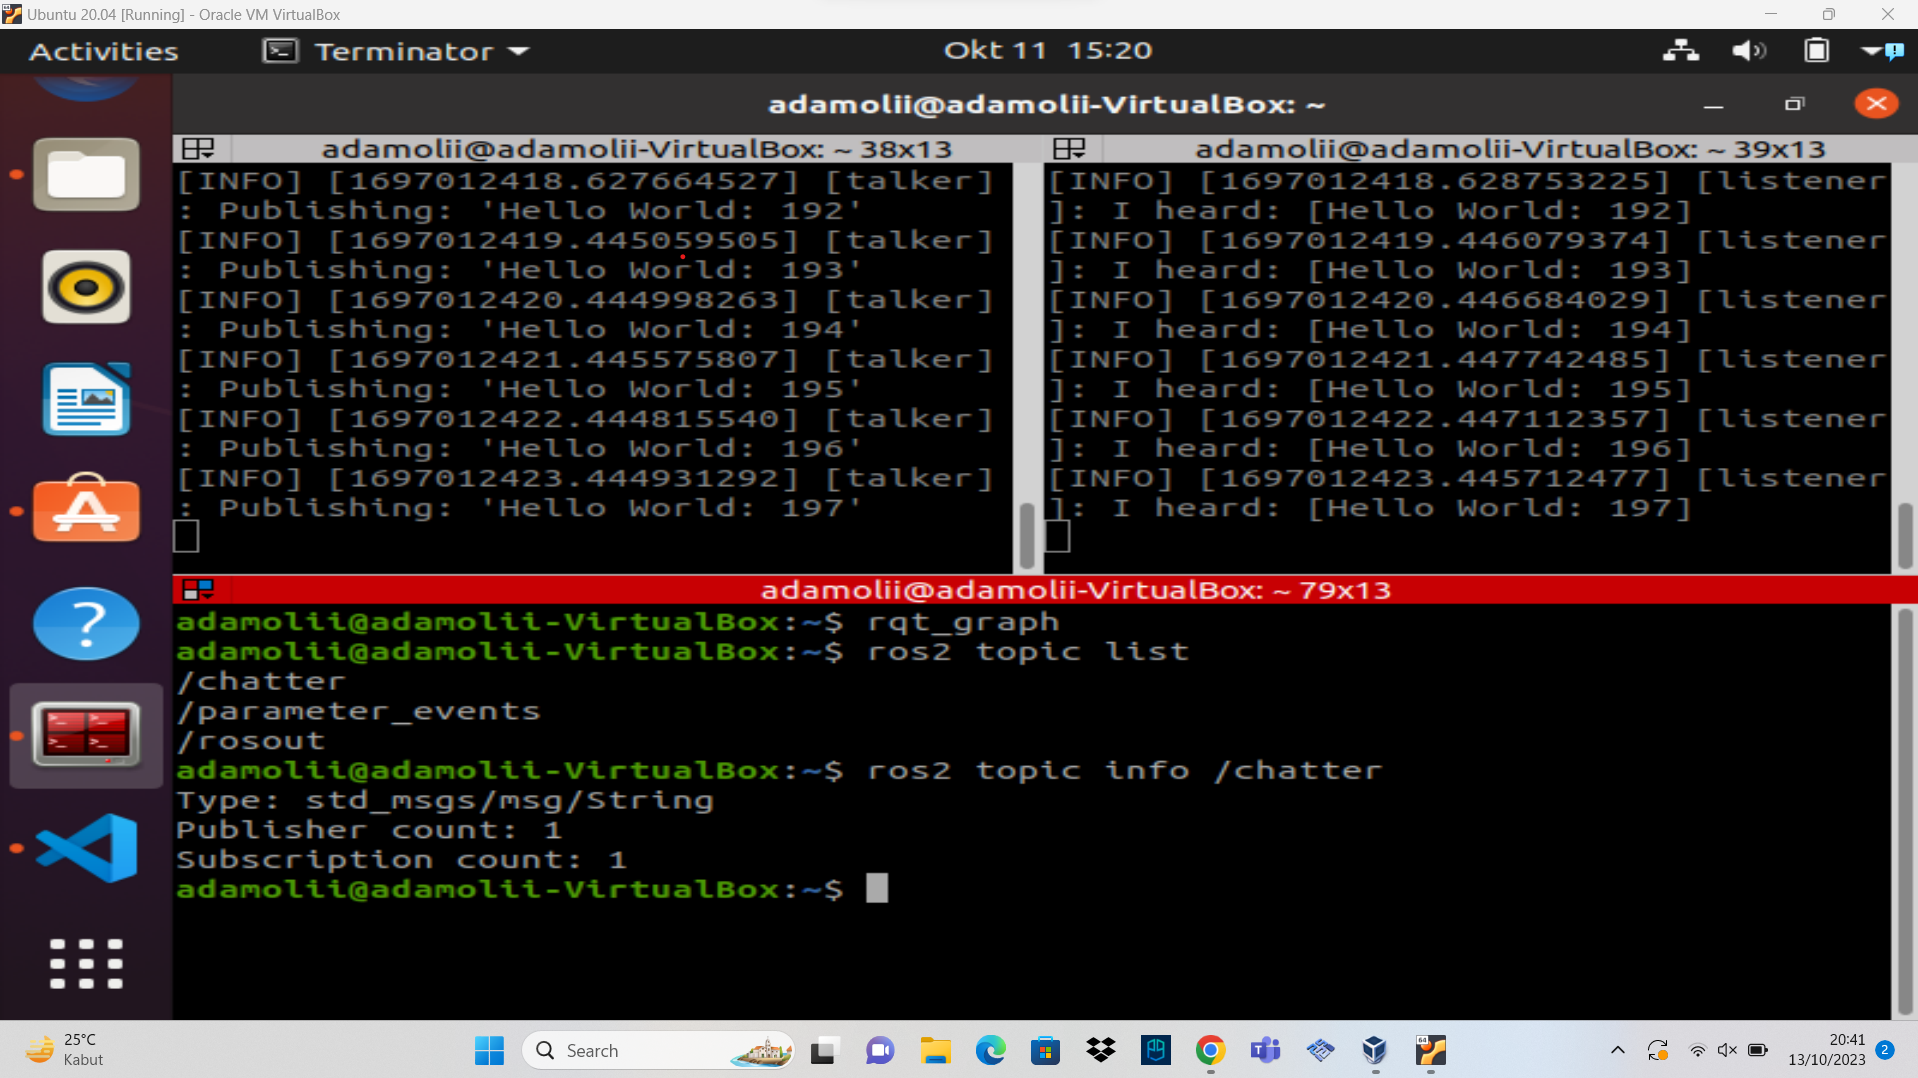 Ubuntu 20.04 [Running] - Oracle VM VirtualBox
Activities
Terminator
Okt 11 15:20
adamolii@adamolii-VirtualBox: ~
adamolii@adamolii-VirtualBox: ~ 38x13
[INFO] [1697012418.627664527] [talker]
: Publishing: 'Hello World: 192'
[INFO] [1697012419.445059505] [talker]
: Publishing: 'Hello World: 193'
[INFO] [1697012420.444998263] [talker]
: Publishing: 'Hello World: 194'
[INFO] [1697012421.445575807] [talker]
: Publishing: 'Hello World: 195'
[INFO] [1697012422.444815540] [talker]
: Publishing: 'Hello World: 196'
[INFO] [1697012423.444931292] [talker]
: Publishing: 'Hello World: 197'
adamolii@adamolii-VirtualBox: ~ 39x13
[INFO] [1697012418.628753225] [listener
]: I heard: [Hello World: 192]
[INFO] [1697012419.446079374] [listener
]: I heard: [Hello World: 193]
[INFO] [1697012420.446684029] [listener
]: I heard: [Hello World: 194]
[INFO] [1697012421.447742485] [listener
]: I heard: [Hello World: 195]
[INFO] [1697012422.447112357] [listener
]: I heard: [Hello World: 196]
[INFO] [1697012423.445712477] [listener
]: I heard: [Hello World: 197]
adamolii@adamolii-VirtualBox: ~ 79x13
adamolii@adamolii-VirtualBox:~$ rqt_graph
adamolii@adamolii-VirtualBox:~$ ros2 topic list
/chatter
/parameter_events
/rosout
adamolii@adamolii-VirtualBox:~$ ros2 topic info /chatter
Type: std_msgs/msg/String
Publisher count: 1
Subscription count: 1
adamolii@adamolii-VirtualBox:~$
25°C
Kabut
Search
20:41
13/10/2023
2